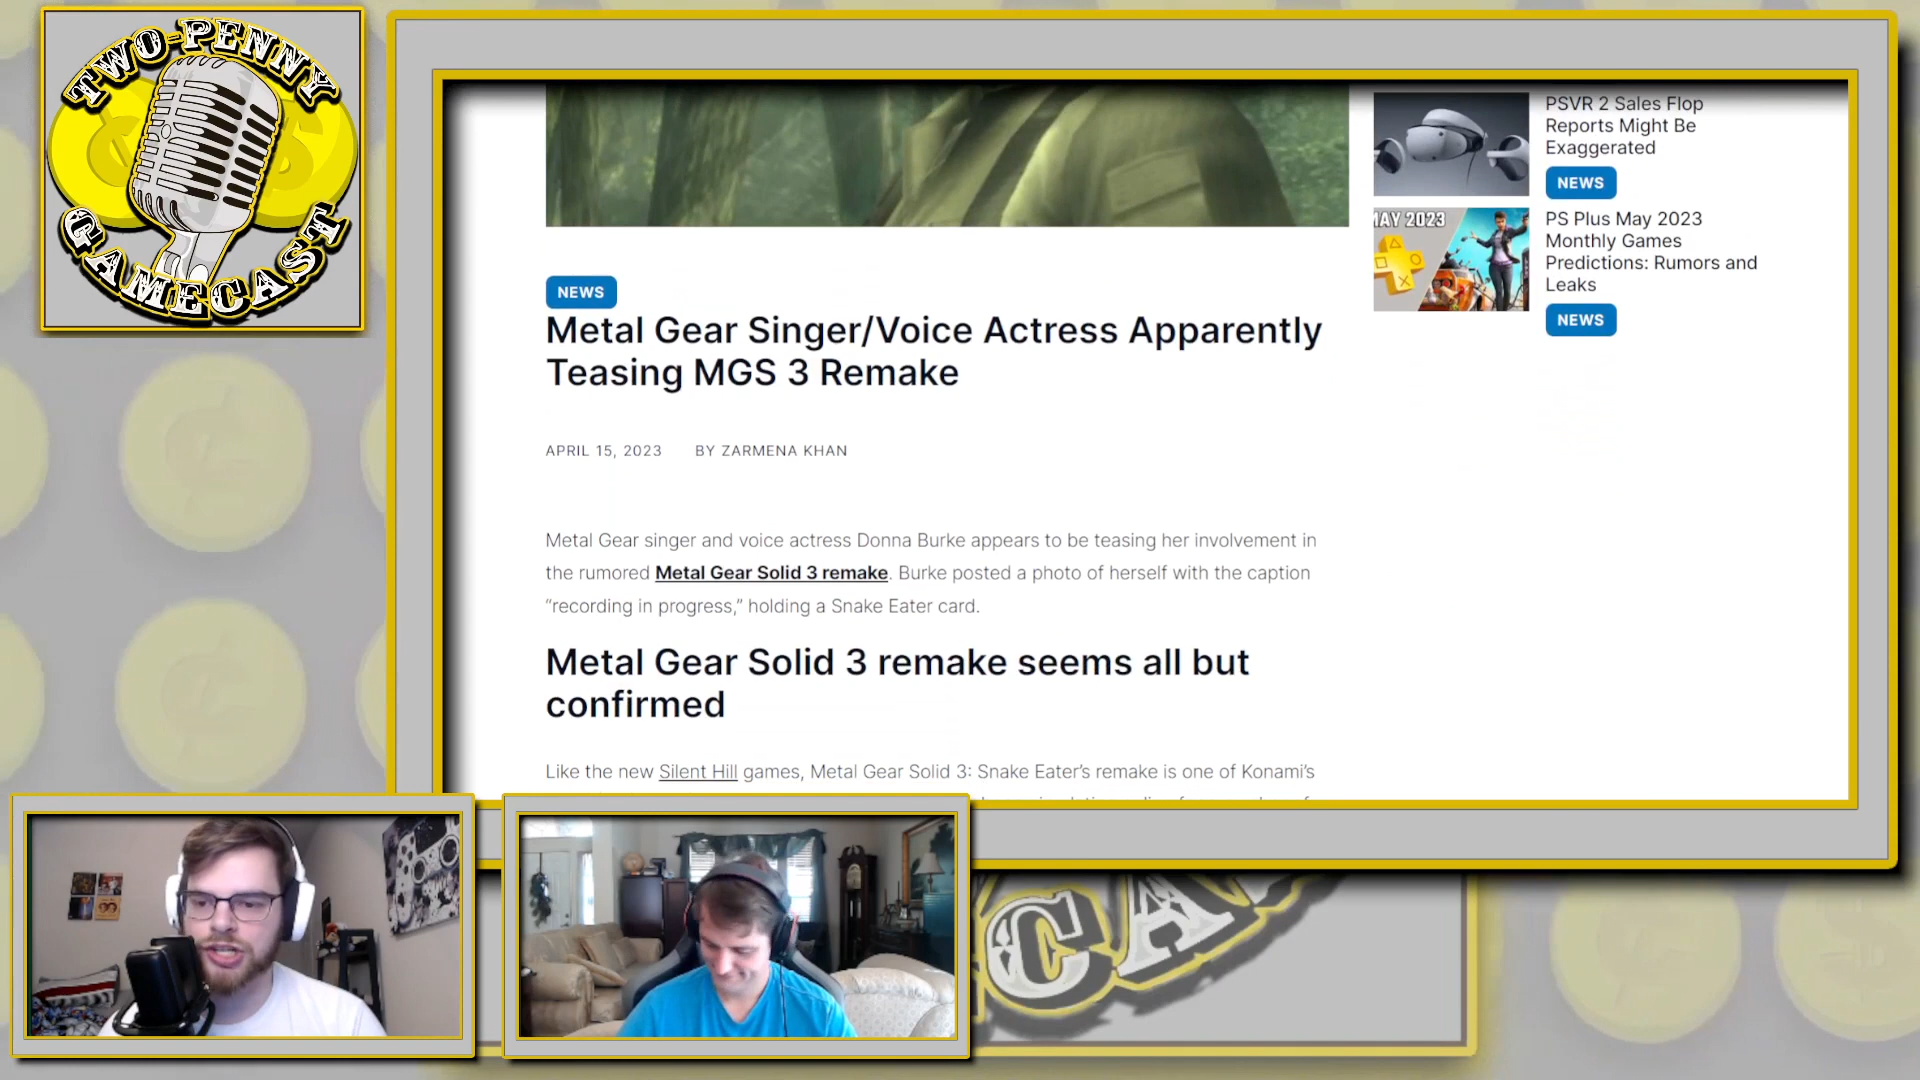 TWO-PENNY
GAMECAST
NEWS
Metal Gear Singer/Voice Actress Apparently
Teasing MGS 3 Remake
APRIL 15, 2023 BY ZARMENA KHAN
Metal Gear singer and voice actress Donna Burke appears to be teasing her involvement in
the rumored Metal Gear Solid 3 remake. Burke posted a photo of herself with the caption
“recording in progress,” holding a Snake Eater card.
Metal Gear Solid 3 remake seems all but
confirmed
Like the new Silent Hill games, Metal Gear Solid 3: Snake Eater’s remake is one of Konami’s
PSVR 2 Sales Flop
Reports Might Be
Exaggerated
NEWS
MAY 2023
PS Plus May 2023
Monthly Games
Predictions: Rumors and
Leaks
NEWS